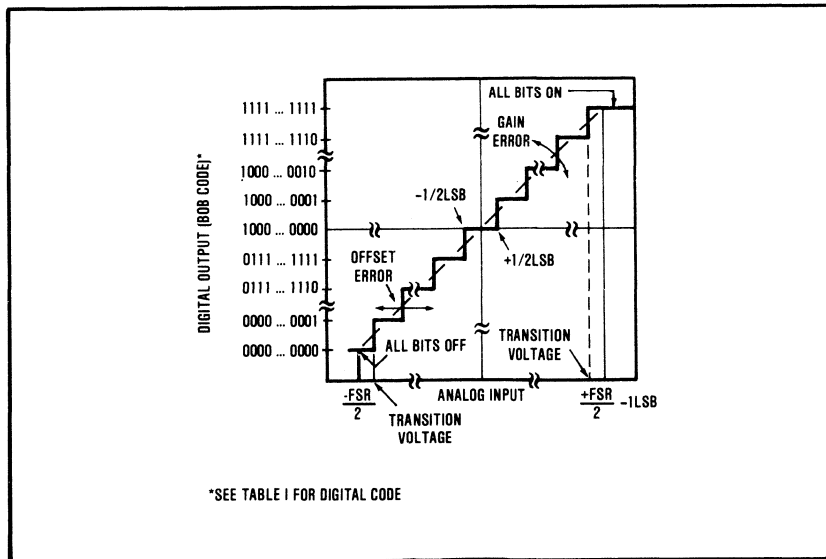 ALL BITS ON
1111 ... 1111
GAIN
ERROR
1111 ... 1110
1000 ... 0010
1000 ... 0001
-1/2LSB
1000 ... 0000
+1/2LSB
OFFSET
ERROR
0111 ... 1111
0111 ... 1110
0000 ... 0001
0000 ... 0000
ALL BITS OFF
TRANSITION
VOLTAGE
DIGITAL OUTPUT (BOB CODE)*
-FSR
2
ANALOG INPUT
TRANSITION
VOLTAGE
+FSR
2
-1LSB
*SEE TABLE I FOR DIGITAL CODE